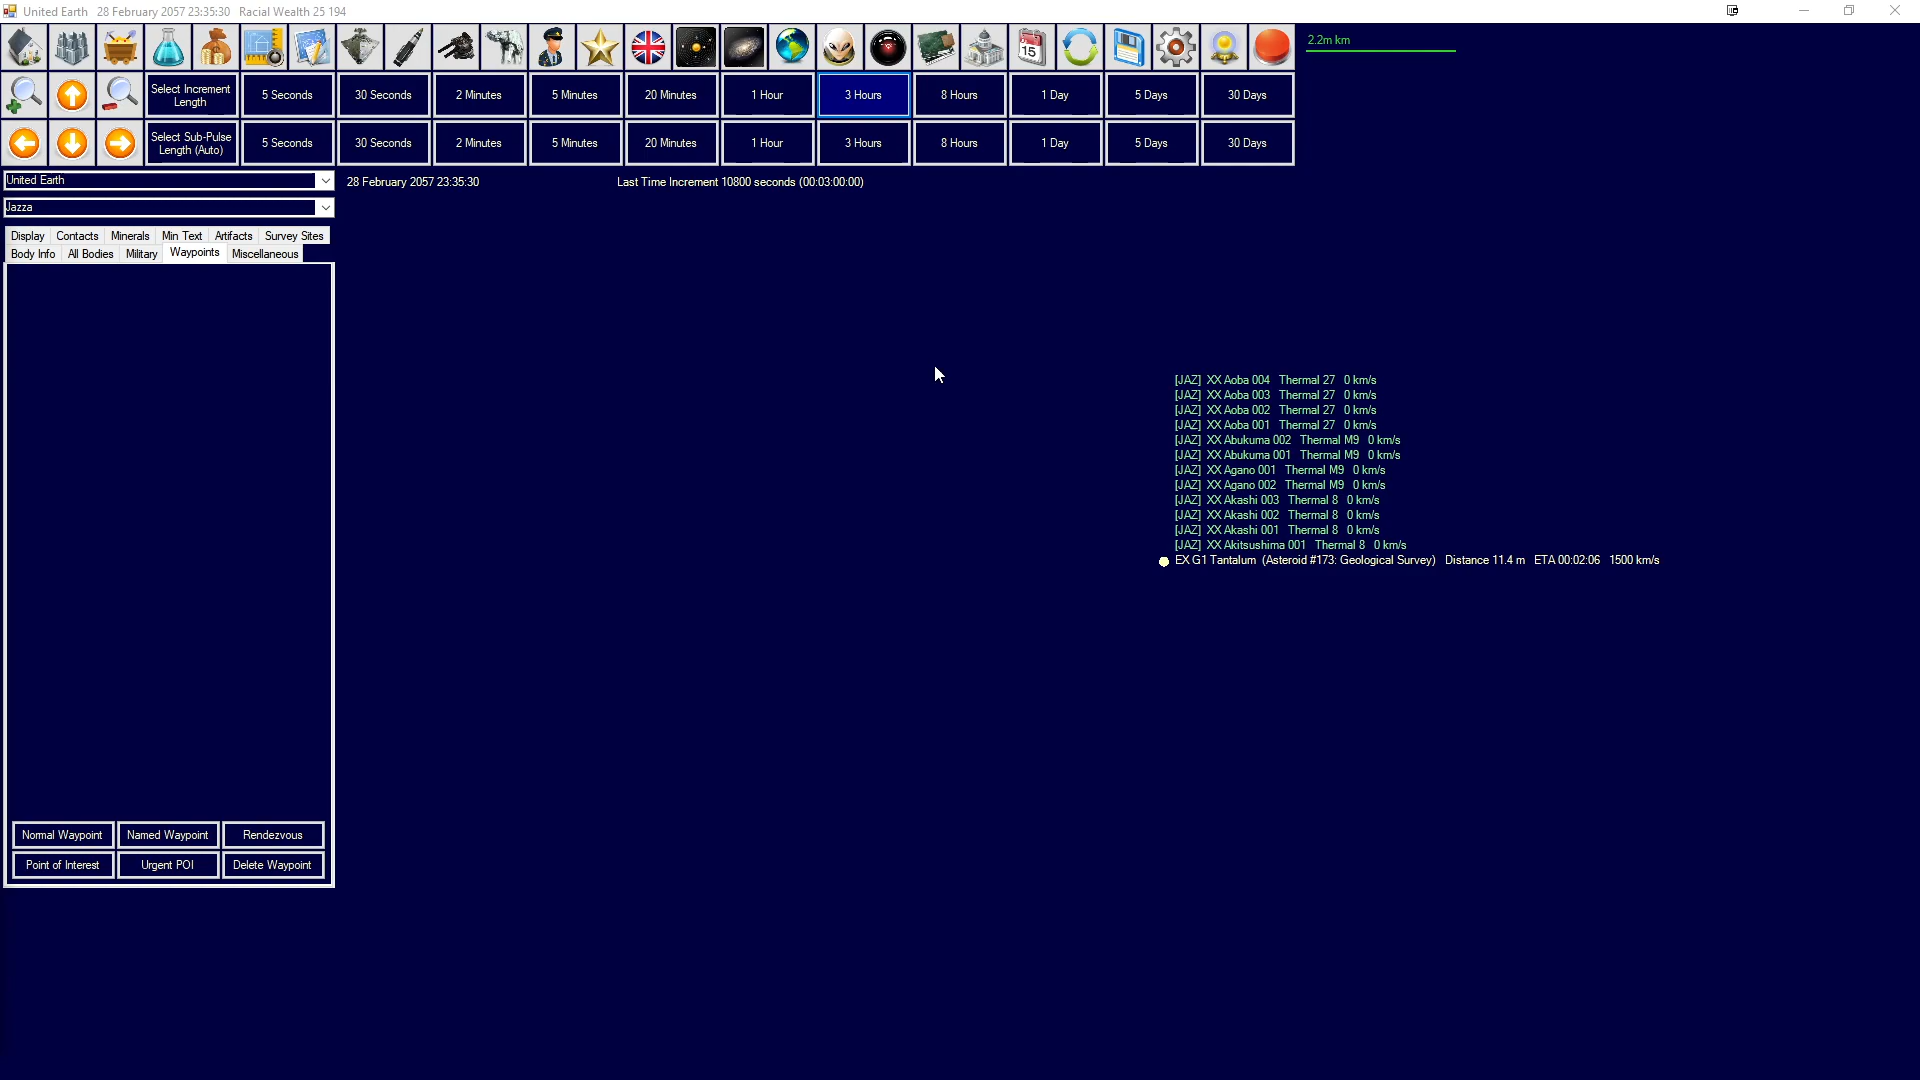 United Earth 28 February 2057 23:35:30 Racial Wealth 25 194
2.2m km
15
Select Increment Length 5 Seconds 30 Seconds 2 Minutes 5 Minutes 20 Minutes 1 Hour 3 Hours 8 Hours 1 Day 5 Days 30 Days
Select Sub-Pulse Length (Auto) 5 Seconds 30 Seconds 2 Minutes 5 Minutes 20 Minutes 1 Hour 3 Hours 8 Hours 1 Day 5 Days 30 Days
United Earth 28 February 2057 23:35:30 Last Time Increment 10800 seconds (00:03:00:00)
Jazza
Display Contacts Minerals Min Text Artifacts Survey Sites
Body Info All Bodies Military Waypoints Miscellaneous
[JAZ] XX Aoba 004 Thermal 27 0 km/s
[JAZ] XX Aoba 003 Thermal 27 0 km/s
[JAZ] XX Aoba 002 Thermal 27 0 km/s
[JAZ] XX Aoba 001 Thermal 27 0 km/s
[JAZ] XX Abukuma 002 Thermal M9 0 km/s
[JAZ] XX Abukuma 001 Thermal M9 0 km/s
[JAZ] XX Agano 001 Thermal M9 0 km/s
[JAZ] XX Agano 002 Thermal M9 0 km/s
[JAZ] XX Akashi 003 Thermal 8 0 km/s
[JAZ] XX Akashi 002 Thermal 8 0 km/s
[JAZ] XX Akashi 001 Thermal 8 0 km/s
[JAZ] XX Akitsushima 001 Thermal 8 0 km/s
EX G1 Tantalum (Asteroid #173: Geological Survey) Distance 11.4 m ETA 00:02:06 1500 km/s
Normal Waypoint Named Waypoint Rendezvous
Point of Interest Urgent POI Delete Waypoint